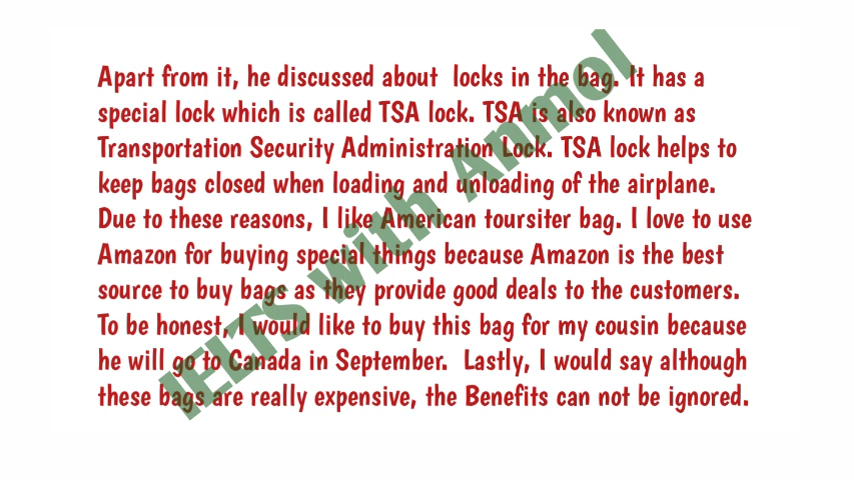 Apart from it, he discussed about locks in the bag. It has a
special lock which is called TSA lock. TSA is also known as
Transportation Security Administration Lock. TSA lock helps to
keep bags closed when loading and unloading of the airplane.
Due to these reasons, I like American toursiter bag. I love to use
Amazon for buying special things because Amazon is the best
source to buy bags as they provide good deals to the customers.
To be honest, I would like to buy this bag for my cousin because
he will go to Canada in September. Lastly, I would say although
these bags are really expensive, the Benefits can not be ignored.
IELTS with Anmol